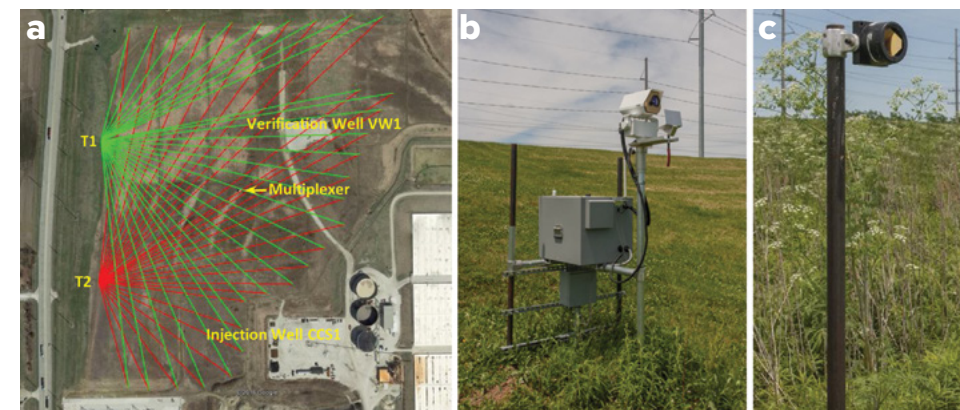 a
b
c
Verification Well VW1
T1
Multiplexer
T2
Injection Well CCS1